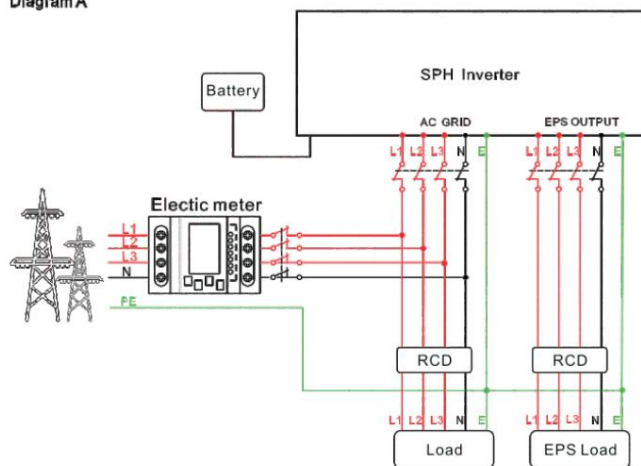 Diagram A
SPH Inverter
Battery
AC GRID
EPS OUTPUT
L1 L2 L3 N E
L1 L2 L3 N E
Electic meter
L1
L2
L3
N
PE
RCD
RCD
L1 L2 L3 N E
L1 L2 L3 N E
Load
EPS Load